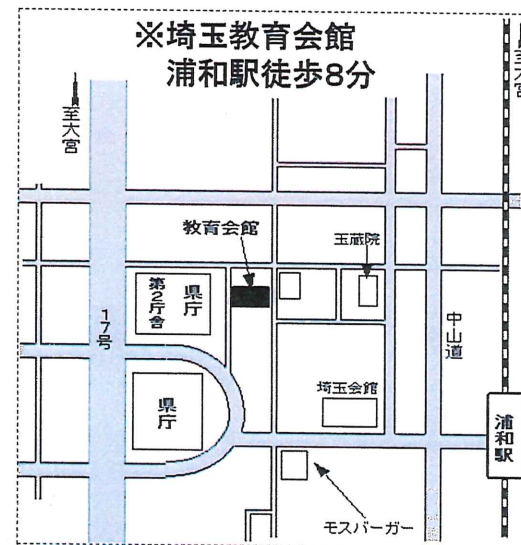 ※埼玉教育会館
浦和駅徒歩8分
至大宮
至大宮
教育会館
玉蔵院
第2庁舎
県庁
17号
中山道
県庁
埼玉会館
浦和駅
モスバーガー